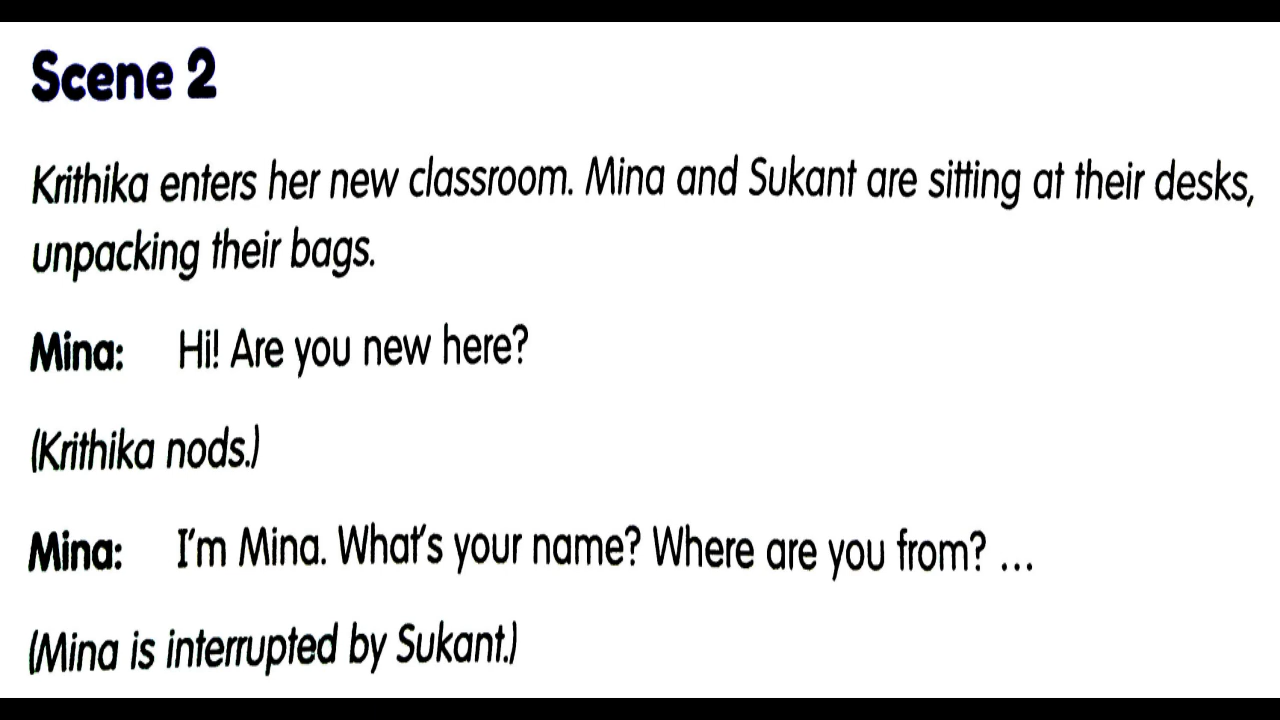 Scene 2
Krithika enters her new classroom. Mina and Sukant are sitting at their desks,
unpacking their bags.
Mina: Hi! Are you new here?
(Krithika nods.)
Mina: I'm Mina. What's your name? Where are you from? ...
(Mina is interrupted by Sukant.)